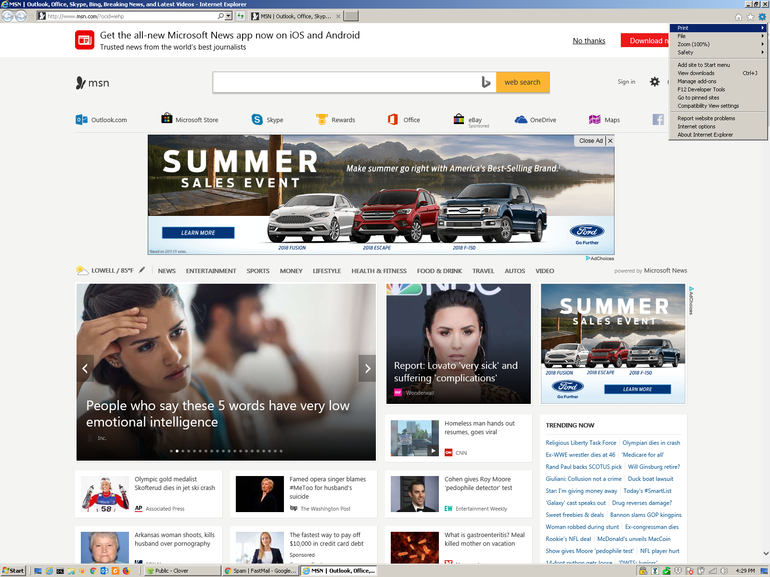 MSN | Outlook, Office, Skype, Bing, Breaking News, and Latest Videos - Internet Explorer
http://www.msn.com/?ocid=iehp
MSN | Outlook, Office, Skyp...
Get the all-new Microsoft News app now on iOS and Android
Trusted news from the world's best journalists
No thanks
Download n
Print
File
Zoom (100%)
Safety
Add site to Start menu
View downloads Ctrl+J
Manage add-ons
F12 Developer Tools
Go to pinned sites
Compatibility View settings
Report website problems
Internet options
About Internet Explorer
msn
web search
Sign in
Outlook.com
Microsoft Store
Skype
Rewards
Office
eBay
Sponsored
OneDrive
Maps
Close Ad X
SUMMER
SALES EVENT
Make summer go right with America's Best-Selling Brand.
LEARN MORE
2018 FUSION
2018 ESCAPE
2018 F-150
Ford
Go Further
AdChoices
LOWELL / 85°F
NEWS ENTERTAINMENT SPORTS MONEY LIFESTYLE HEALTH & FITNESS FOOD & DRINK TRAVEL AUTOS VIDEO
powered by Microsoft News
People who say these 5 words have very low
emotional intelligence
Inc.
NBC
Report: Lovato 'very sick' and
suffering 'complications'
Wonderwall
AdChoices
SUMMER
SALES EVENT
2018 FUSION 2018 ESCAPE 2018 F-150
Ford
Go Further
LEARN MORE
Homeless man hands out
resumes, goes viral
CNN
TRENDING NOW
Religious Liberty Task Force Olympian dies in crash
Ex-WWE wrestler dies at 46 'Medicare for all'
Rand Paul backs SCOTUS pick Will Ginsburg retire?
Giuliani: Collusion not a crime Duck boat lawsuit
Star: I'm giving money away Today's #SmartList
'Galaxy' cast speaks out Drug reverses damage?
Sweet freebies & deals Bannon slams GOP kingpins
Woman robbed during stunt Ex-congressman dies
Rookie's NFL deal McDonald's unveils MacCoin
Show gives Moore 'pedophile test' NFL player hurt
Olympic gold medalist
Skofterud dies in jet ski crash
AP Associated Press
Famed opera singer blames
#MeToo for husband's
suicide
wp The Washington Post
Cohen gives Roy Moore
'pedophile detector' test
EW Entertainment Weekly
Arkansas woman shoots, kills
husband over pornography
The fastest way to pay off
$10,000 in credit card debt
Sponsored
What is gastroenteritis? Meal
killed mother on vacation
Start
Public - Clover
Spam | FastMail - Google...
MSN | Outlook, Office,...
4:29 PM